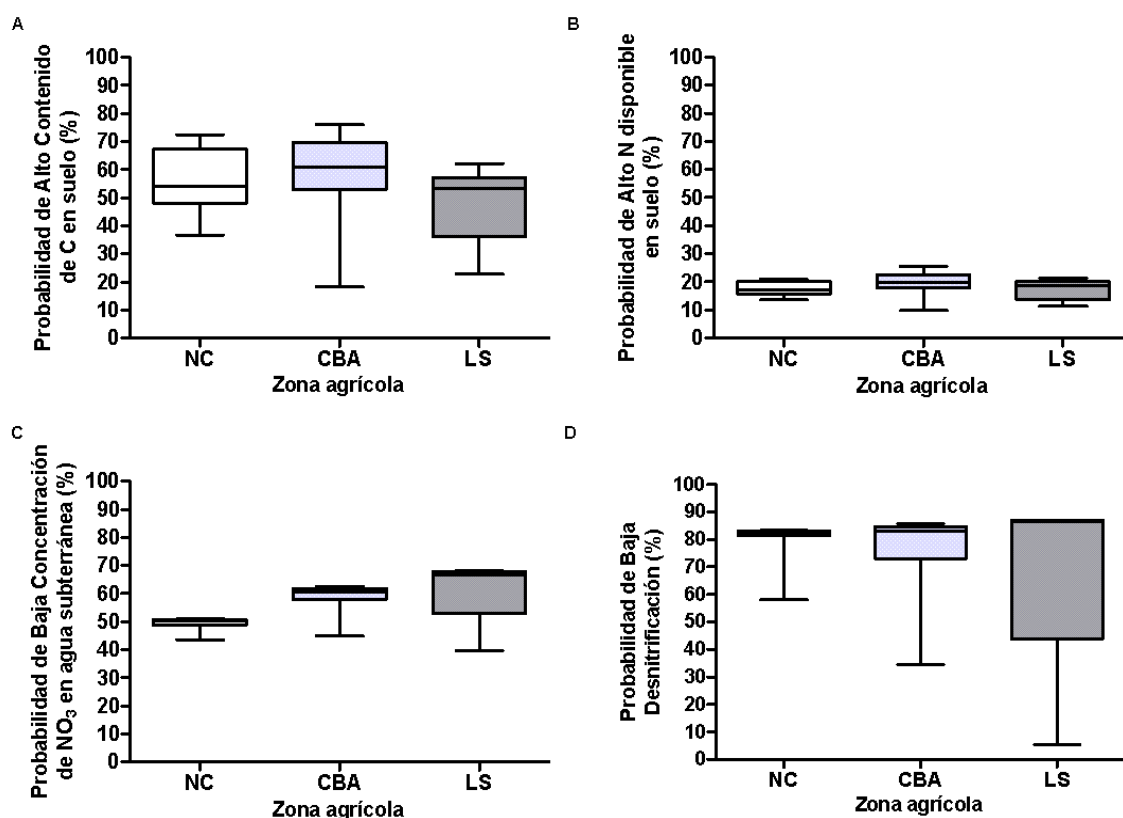 A
Probabilidad de Alto Contenido
de C en suelo (%)
100
90
80
70
60
50
40
30
20
10
0
NC CBA LS
Zona agrícola
B
Probabilidad de Alto N disponible
en suelo (%)
100
90
80
70
60
50
40
30
20
10
0
NC CBA LS
Zona agrícola
C
Probabilidad de Baja Concentración
de NO₃ en agua subterránea (%)
100
90
80
70
60
50
40
30
20
10
0
NC CBA LS
Zona agrícola
D
Probabilidad de Baja
Desnitrificación (%)
100
90
80
70
60
50
40
30
20
10
0
NC CBA LS
Zona agrícola